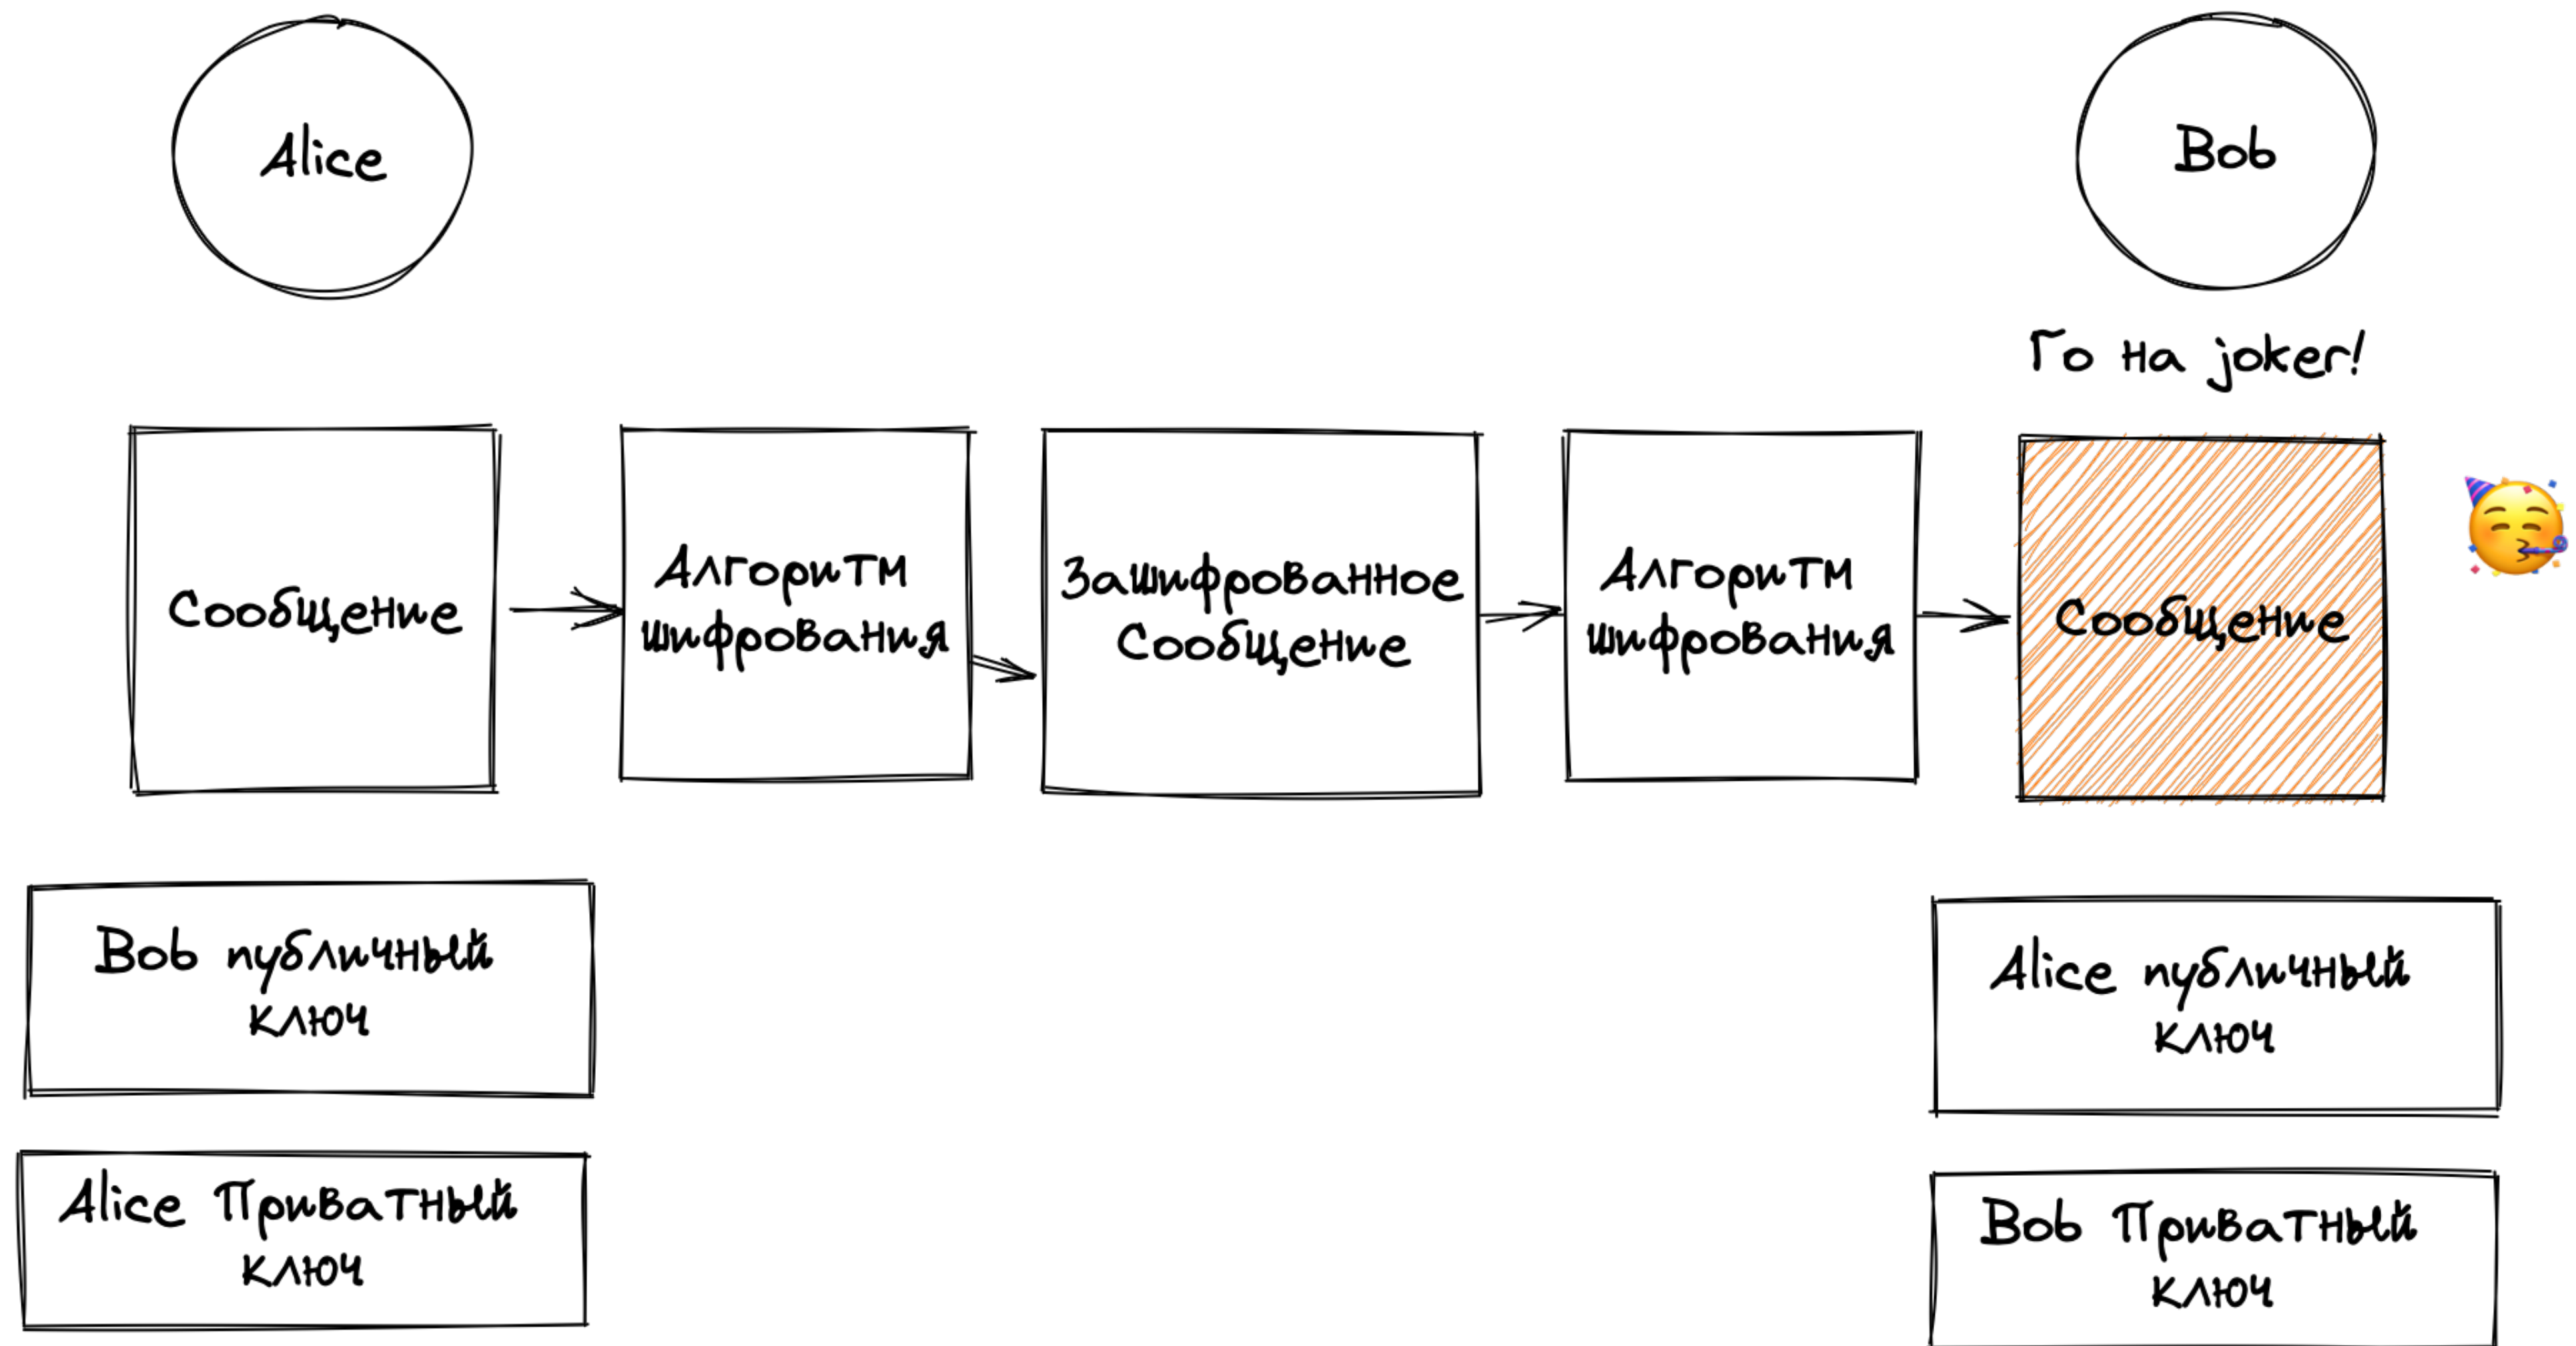 Alice
Bob
Го на joker!
Сообщение
Алгоритм
шифрования
Зашифрованное
Сообщение
Алгоритм
шифрования
Сообщение
Bob публичный
ключ
Alice публичный
ключ
Alice Приватный
ключ
Bob Приватный
ключ